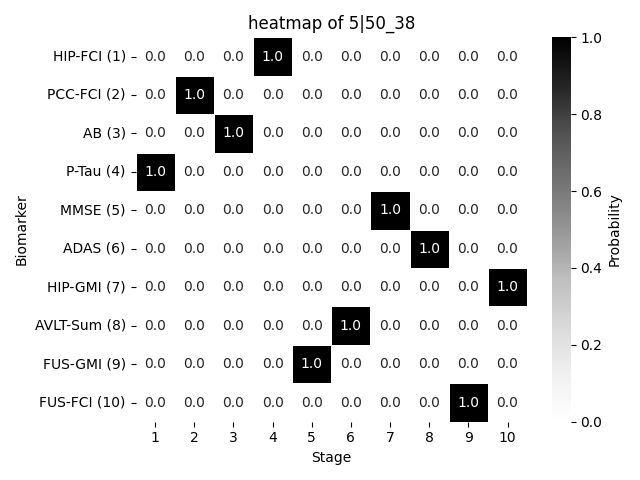 heatmap of 5|50_38
HIP-FCI (1) 0.0 0.0 0.0 1.0 0.0 0.0 0.0 0.0 0.0 0.0
PCC-FCI (2) 0.0 1.0 0.0 0.0 0.0 0.0 0.0 0.0 0.0 0.0
AB (3) 0.0 0.0 1.0 0.0 0.0 0.0 0.0 0.0 0.0 0.0
P-Tau (4) 1.0 0.0 0.0 0.0 0.0 0.0 0.0 0.0 0.0 0.0
MMSE (5) 0.0 0.0 0.0 0.0 0.0 0.0 1.0 0.0 0.0 0.0
ADAS (6) 0.0 0.0 0.0 0.0 0.0 0.0 0.0 1.0 0.0 0.0
HIP-GMI (7) 0.0 0.0 0.0 0.0 0.0 0.0 0.0 0.0 0.0 1.0
AVLT-Sum (8) 0.0 0.0 0.0 0.0 0.0 1.0 0.0 0.0 0.0 0.0
FUS-GMI (9) 0.0 0.0 0.0 0.0 1.0 0.0 0.0 0.0 0.0 0.0
FUS-FCI (10) 0.0 0.0 0.0 0.0 0.0 0.0 0.0 0.0 1.0 0.0
1 2 3 4 5 6 7 8 9 10
Stage
Biomarker
1.0
0.8
0.6
0.4
0.2
0.0
Probability